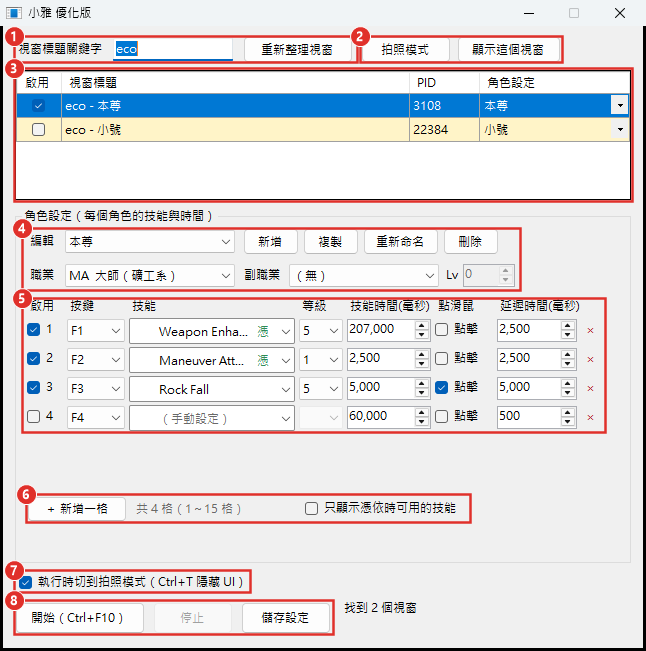 小雅 優化版
1
視窗標題關鍵字 eco 重新整理視窗
2
拍照模式 顯示這個視窗
3
啟用 視窗標題 PID 角色設定
eco - 本尊 3108 本尊
eco - 小號 22384 小號
角色設定（每個角色的技能與時間）
4
編輯 本尊 新增 複製 重新命名 刪除
職業 MA 大師（礦工系） 副職業 （無） Lv 0
5
啟用 按鍵 技能 等級 技能時間(毫秒) 點滑鼠 延遲時間(毫秒)
1 F1 Weapon Enha... 憑 5 207,000 點擊 2,500 ×
2 F2 Maneuver Att... 憑 1 2,500 點擊 2,500 ×
3 F3 Rock Fall 5 5,000 點擊 5,000 ×
4 F4 （手動設定） 60,000 點擊 500 ×
6
+ 新增一格 共 4 格（1 ~ 15 格） 只顯示憑依時可用的技能
7
執行時切到拍照模式（Ctrl+T 隱藏 UI）
8
開始（Ctrl+F10） 停止 儲存設定 找到 2 個視窗